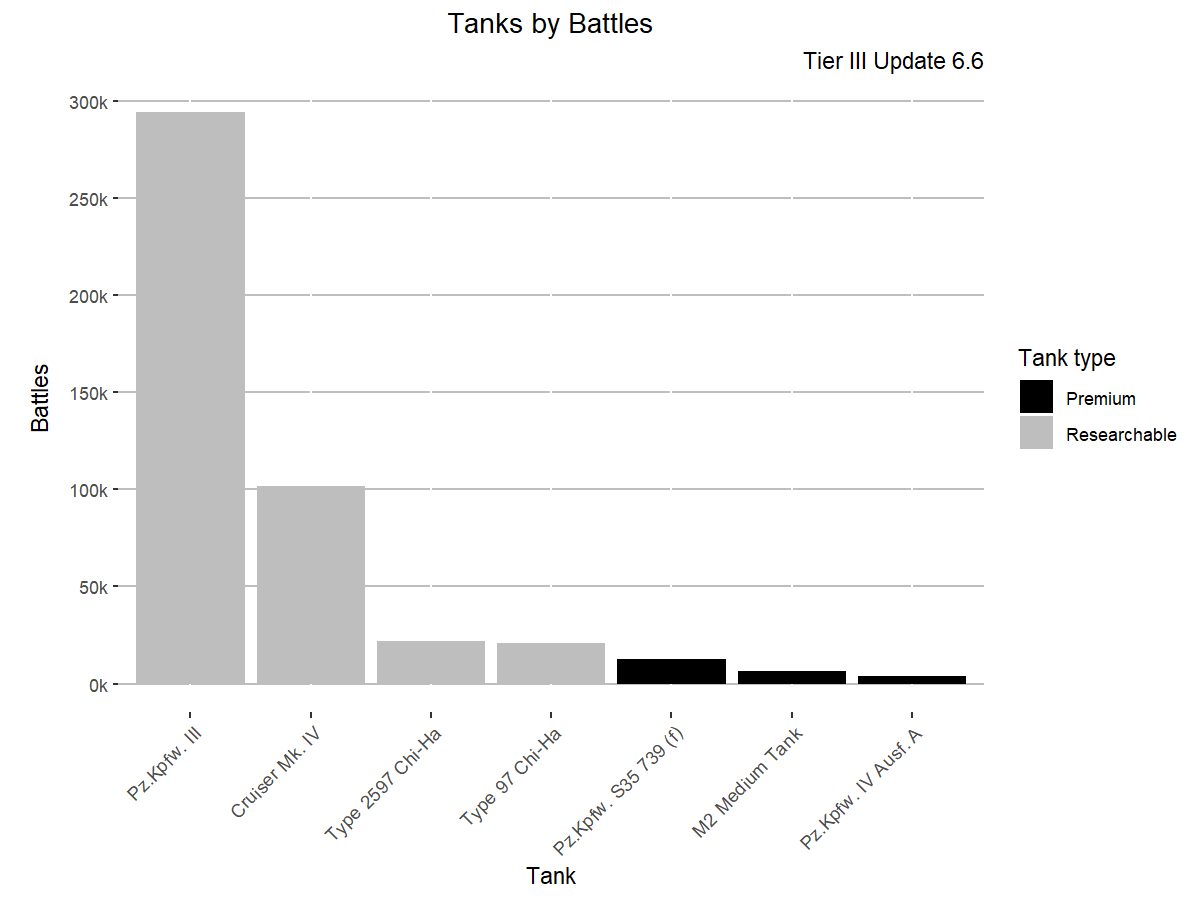 Tanks by Battles
Tier III Update 6.6
300k
250k
200k
150k
100k
50k
0k
Battles
Pz.Kpfw. III
Cruiser Mk. IV
Type 2597 Chi-Ha
Type 97 Chi-Ha
Pz.Kpfw. S35 739 (f)
M2 Medium Tank
Pz.Kpfw. IV Ausf. A
Tank
Tank type
Premium
Researchable